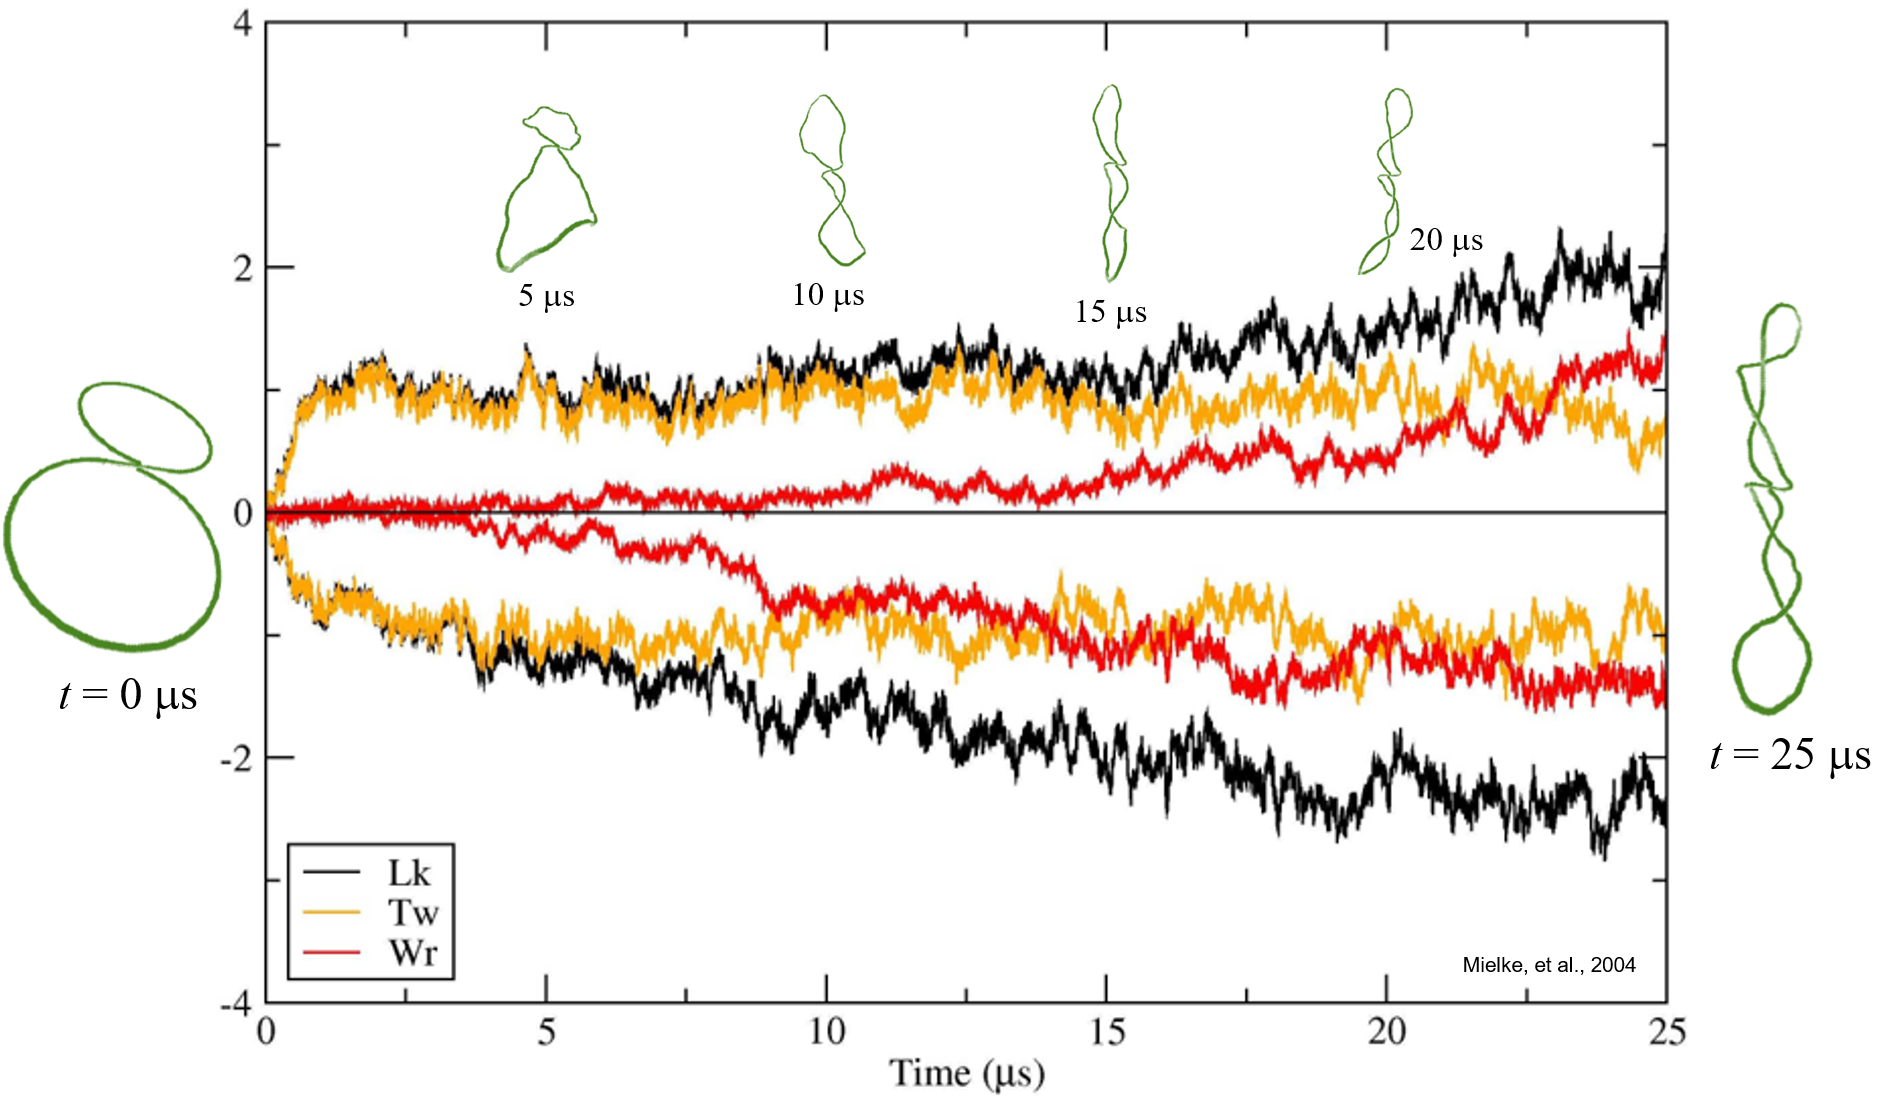 4
2
0
-2
-4
0
5
10
15
20
25
Time (μs)
5 μs
10 μs
15 μs
20 μs
t = 0 μs
t = 25 μs
Lk
Tw
Wr
Mielke, et al., 2004